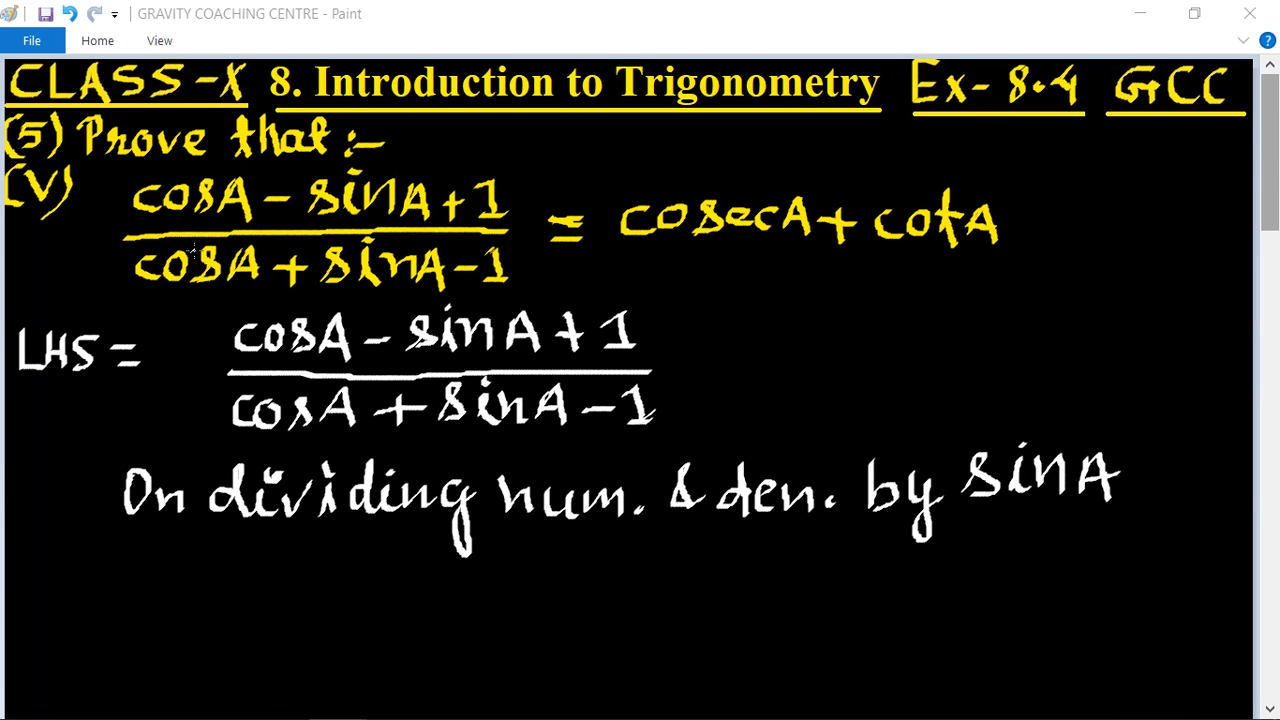 GRAVITY COACHING CENTRE - Paint
File Home View
CLASS-X 8. Introduction to Trigonometry Ex-8.4 GCC
(5) Prove that :-
(V) cosA - sinA + 1
cosA + sinA - 1
= cosecA + cotA
LHS = cosA - sinA + 1
cosA + sinA - 1
On dividing num. & den. by sinA